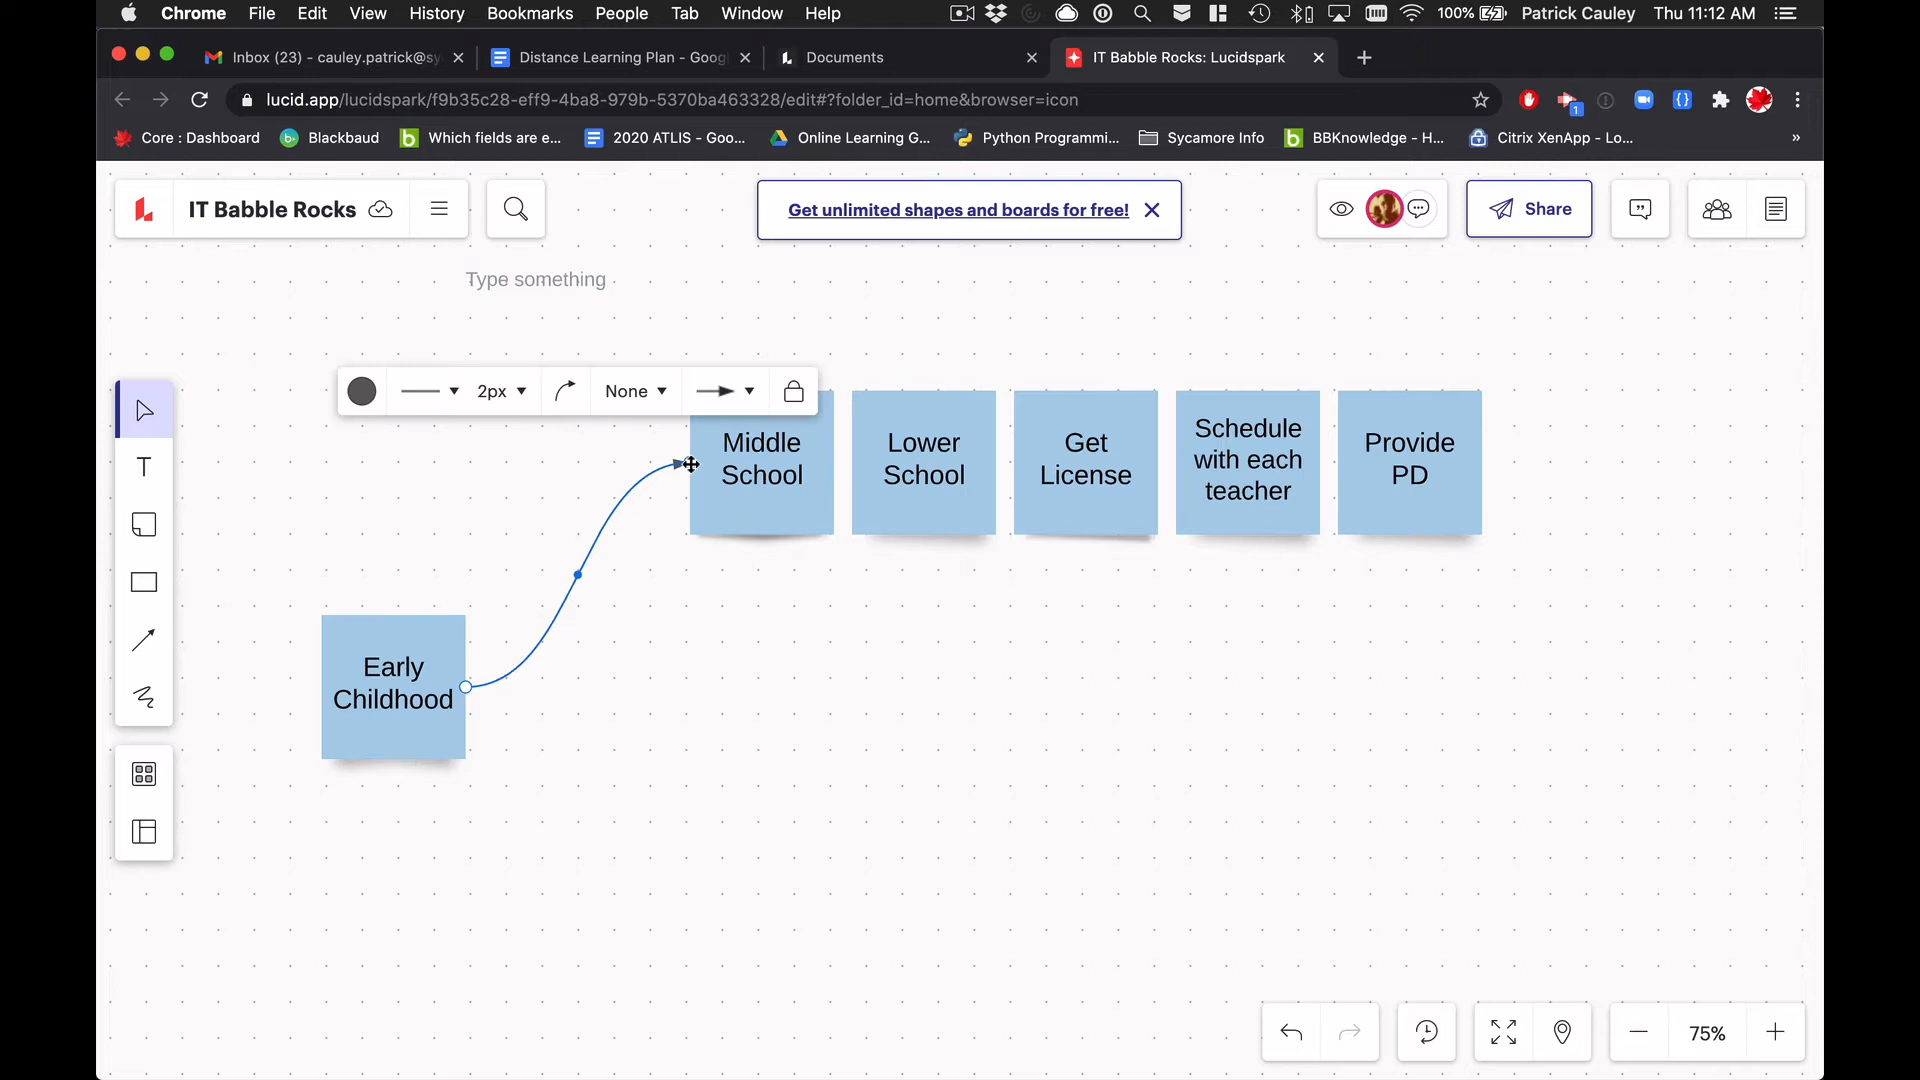 Chrome File Edit View History Bookmarks People Tab Window Help 100% Patrick Cauley Thu 11:12 AM
Inbox (23) - cauley.patrick@sy
Distance Learning Plan - Goog
Documents
IT Babble Rocks: Lucidspark
lucid.app/lucidspark/f9b35c28-eff9-4ba8-979b-5370ba463328/edit#?folder_id=home&browser=icon
1
Core : Dashboard
Blackbaud
Which fields are e...
2020 ATLIS - Goo...
Online Learning G...
Python Programmi...
Sycamore Info
BBKnowledge - H...
Citrix XenApp - Lo...
»
IT Babble Rocks
Get unlimited shapes and boards for free!
Share
Type something
2px
None
Middle
School
Lower
School
Get
License
Schedule
with each
teacher
Provide
PD
T
Early
Childhood
75%